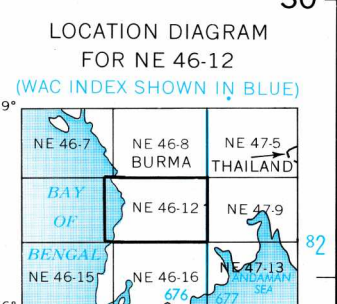 LOCATION DIAGRAM
FOR NE 46-12
(WAC INDEX SHOWN IN BLUE)
9°
NE 46-7
NE 46-8
BURMA
NE 47-5
THAILAND
BAY
OF
BENGAL
NE 46-12
NE 47-9
82
NE 46-15
NE 46-16
NE 47-13
ANDAMAN
SEA
676
677